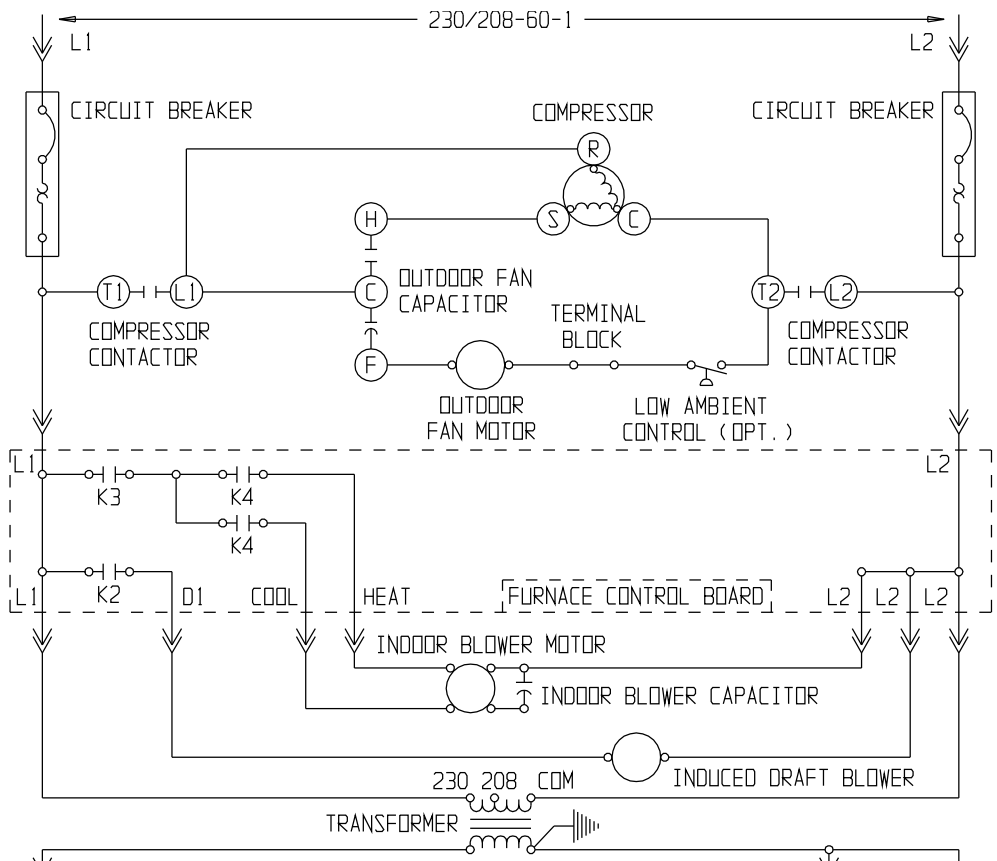 230/208-60-1
L1
L2
CIRCUIT BREAKER
COMPRESSOR
CIRCUIT BREAKER
R
H
S
C
T1
L1
C
OUTDOOR FAN
CAPACITOR
T2
L2
COMPRESSOR
CONTACTOR
TERMINAL
BLOCK
COMPRESSOR
CONTACTOR
F
OUTDOOR
FAN MOTOR
LOW AMBIENT
CONTROL (OPT.)
L1
L2
K3
K4
K4
L1
K2
D1
COOL
HEAT
FURNACE CONTROL BOARD
L2
L2
L2
INDOOR BLOWER MOTOR
INDOOR BLOWER CAPACITOR
INDUCED DRAFT BLOWER
230 208 COM
TRANSFORMER